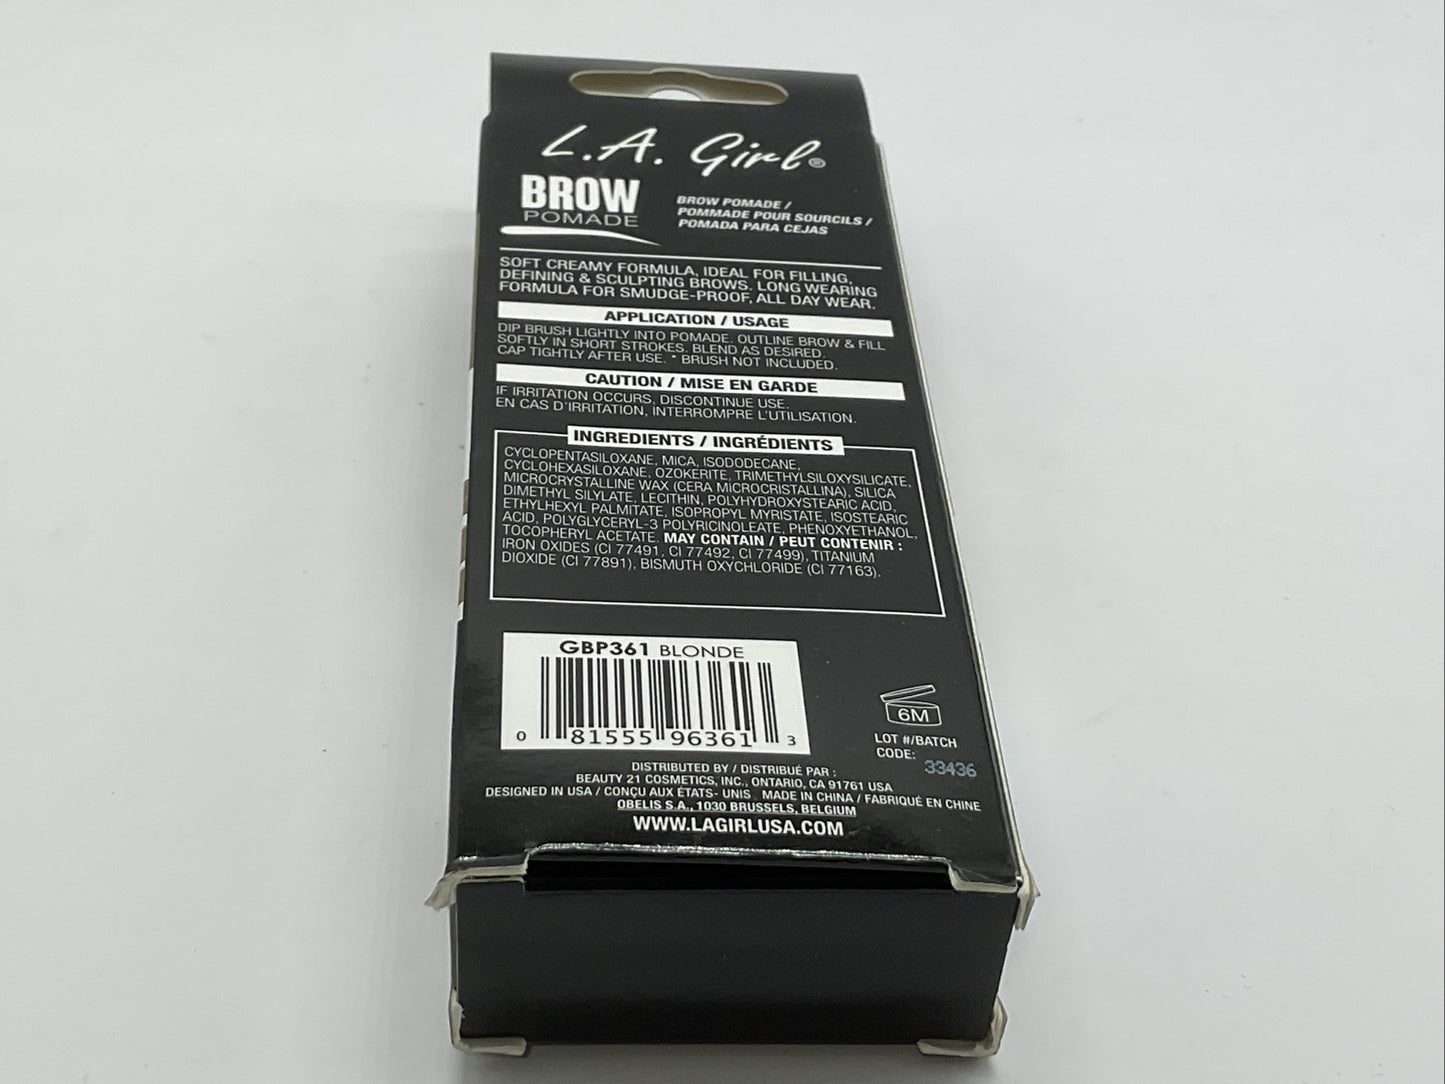 L.A. Girl®
BROW
POMADE
BROW POMADE /
POMMADE POUR SOURCILS /
POMADA PARA CEJAS
SOFT CREAMY FORMULA, IDEAL FOR FILLING,
DEFINING & SCULPTING BROWS. LONG WEARING
FORMULA FOR SMUDGE-PROOF, ALL DAY WEAR.
APPLICATION / USAGE
DIP BRUSH LIGHTLY INTO POMADE. OUTLINE BROW & FILL
SOFTLY IN SHORT STROKES. BLEND AS DESIRED.
CAP TIGHTLY AFTER USE. * BRUSH NOT INCLUDED.
CAUTION / MISE EN GARDE
IF IRRITATION OCCURS, DISCONTINUE USE.
EN CAS D'IRRITATION, INTERROMPRE L'UTILISATION.
INGREDIENTS / INGRÉDIENTS
CYCLOPENTASILOXANE, MICA, ISODODECANE,
CYCLOHEXASILOXANE, OZOKERITE, TRIMETHYLSILOXYSILICATE,
MICROCRYSTALLINE WAX (CERA MICROCRISTALLINA), SILICA
DIMETHYL SILYLATE, LECITHIN, POLYHYDROXYSTEARIC ACID,
ETHYLHEXYL PALMITATE, ISOPROPYL MYRISTATE, ISOSTEARIC
ACID, POLYGLYCERYL-3 POLYRICINOLEATE, PHENOXYETHANOL,
TOCOPHERYL ACETATE. MAY CONTAIN / PEUT CONTENIR :
IRON OXIDES (CI 77491, CI 77492, CI 77499), TITANIUM
DIOXIDE (CI 77891), BISMUTH OXYCHLORIDE (CI 77163).
GBP361 BLONDE
0 81555 96361 3
6M
LOT #/BATCH
CODE: 33436
DISTRIBUTED BY / DISTRIBUÉ PAR :
BEAUTY 21 COSMETICS, INC., ONTARIO, CA 91761 USA
DESIGNED IN USA / CONÇU AUX ÉTATS- UNIS MADE IN CHINA / FABRIQUÉ EN CHINE
OBELIS S.A., 1030 BRUSSELS, BELGIUM
WWW.LAGIRLUSA.COM